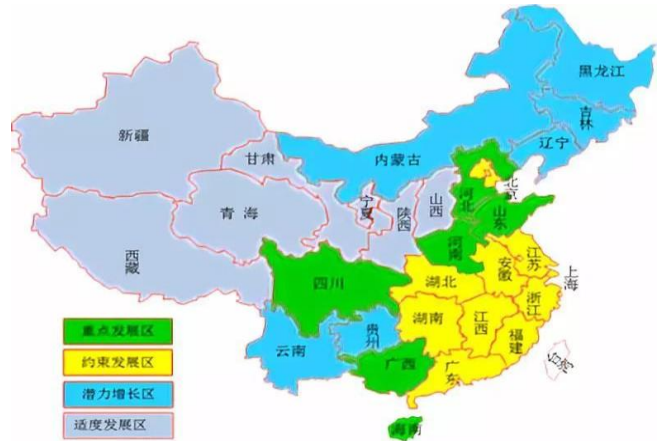 黑龙江
吉林
辽宁
新疆
甘肃
内蒙古
北京
河北
山西
宁夏
陕西
山东
青海
河南
西藏
江苏
安徽
上海
四川
湖北
浙江
重点发展区
湖南
江西
贵州
福建
云南
约束发展区
台湾
广西
广东
潜力增长区
适度发展区
海南